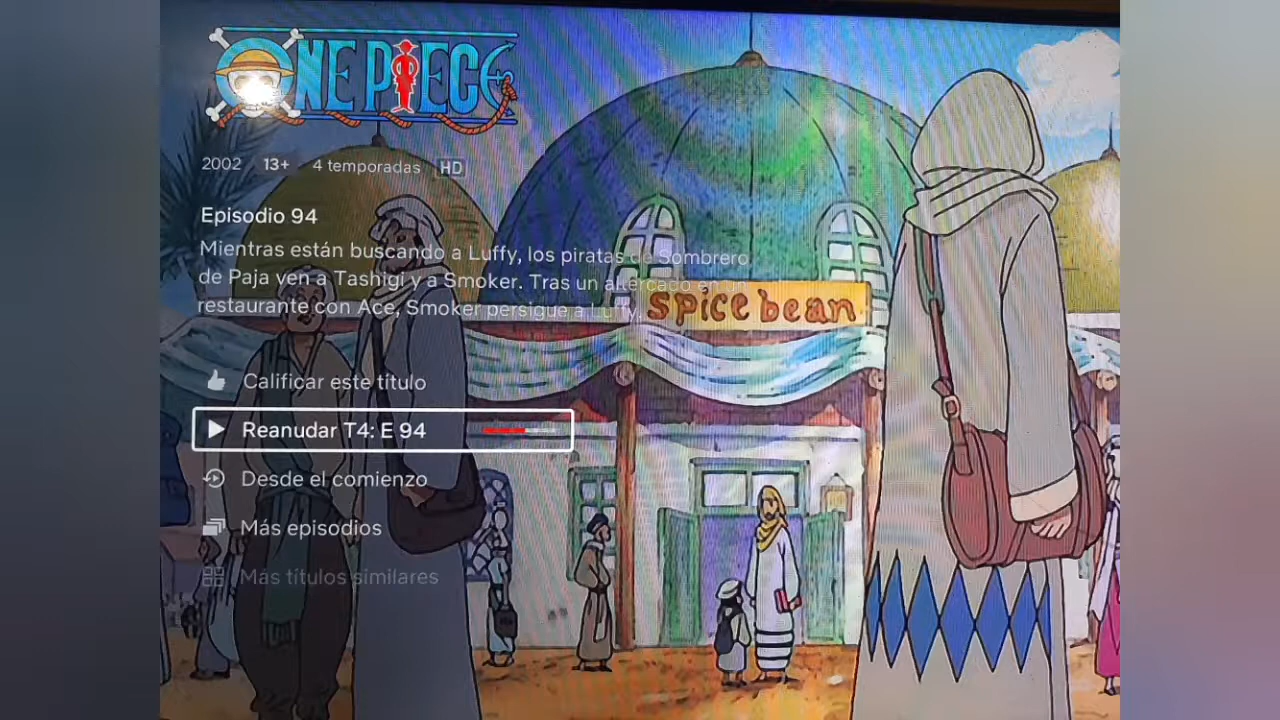 ONE PIECE
2002 13+ 4 temporadas HD
Episodio 94
Mientras están buscando a Luffy, los piratas de Sombrero
de Paja ven a Tashigi y a Smoker. Tras un altercado en un
restaurante con Ace, Smoker persigue a Luffy.
spice bean
Calificar este título
Reanudar T4: E 94
Desde el comienzo
Más episodios
Más títulos similares